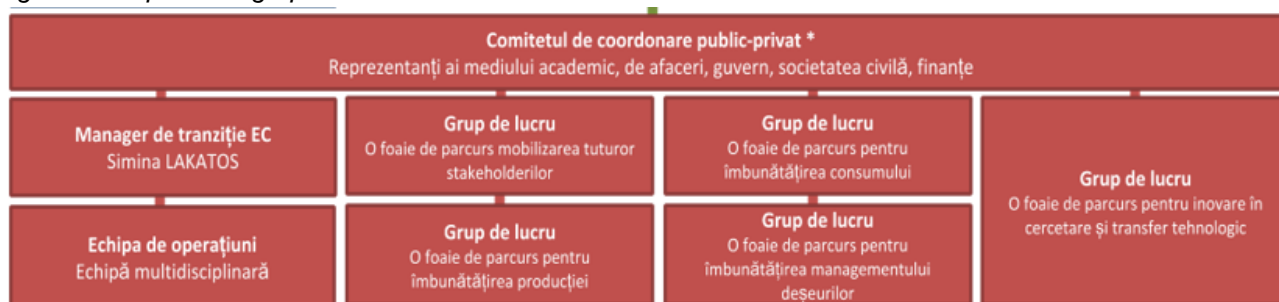 Comitetul de coordonare public-privat *
Reprezentanți ai mediului academic, de afaceri, guvern, societatea civilă, finanțe
Manager de tranziție EC
Simina LAKATOS
Grup de lucru
O foaie de parcurs mobilizarea tuturor
stakeholderilor
Grup de lucru
O foaie de parcurs pentru
îmbunătățirea consumului
Grup de lucru
O foaie de parcurs pentru inovare în
cercetare și transfer tehnologic
Echipa de operațiuni
Echipă multidisciplinară
Grup de lucru
O foaie de parcurs pentru
îmbunătățirea producției
Grup de lucru
O foaie de parcurs pentru
îmbunătățirea managementului
deșeurilor